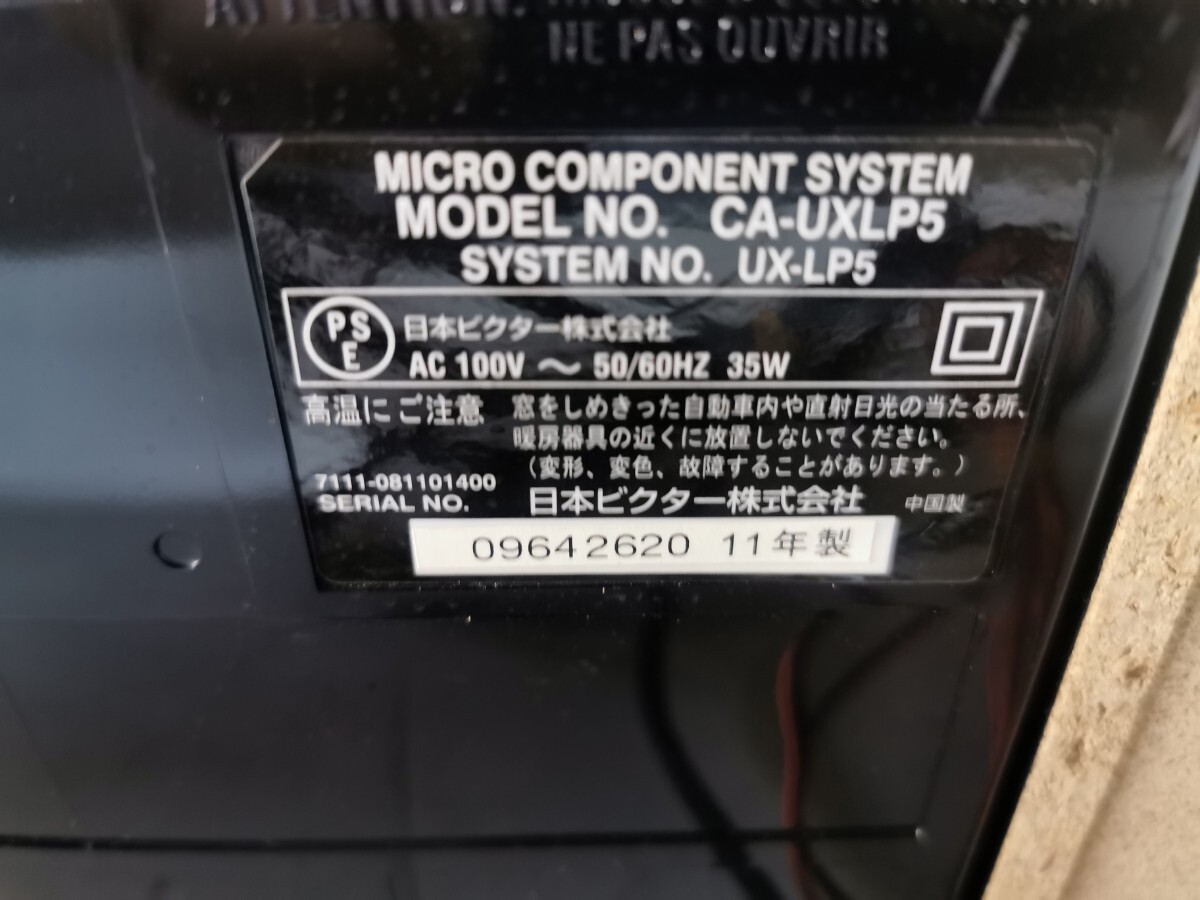 ATTENTION:
NE PAS OUVRIR
MICRO COMPONENT SYSTEM
MODEL NO. CA-UXLP5
SYSTEM NO. UX-LP5
PSE 日本ビクター株式会社
AC 100V ～ 50/60HZ 35W
高温にご注意 窓をしめきった自動車内や直射日光の当たる所、
暖房器具の近くに放置しないでください。
（変形、変色、故障することがあります。）
7111-081101400
SERIAL NO. 日本ビクター株式会社 中国製
09642620 11年製